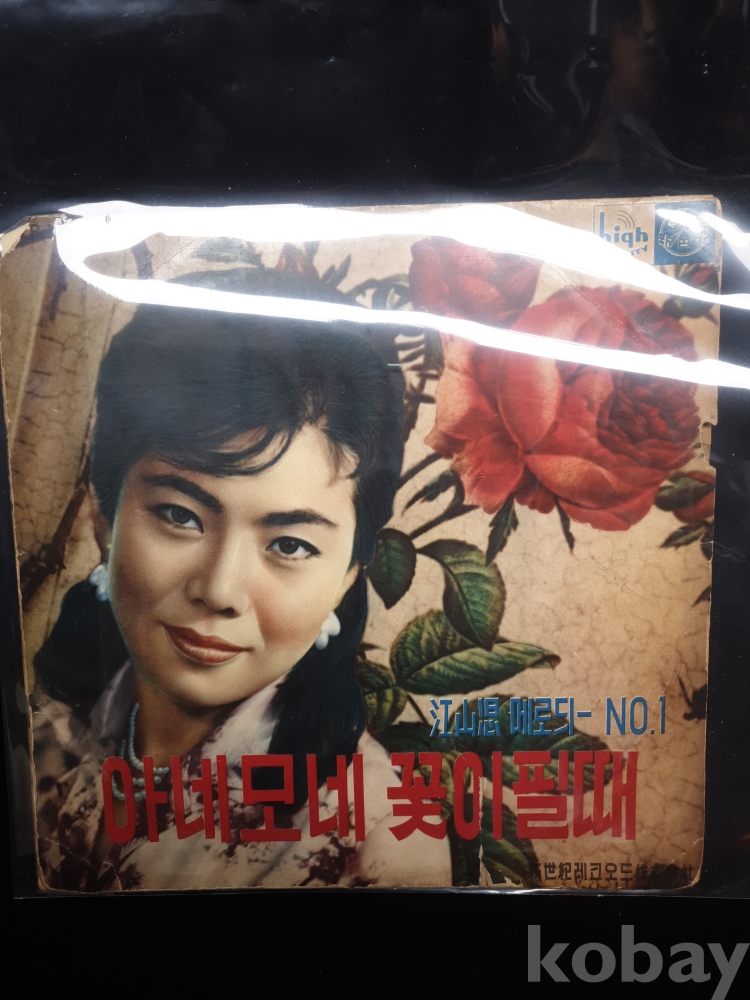 high
江山思 메로디- NO.1
아네모네 꽃이필때
新世紀레코오드株式會社
kobay